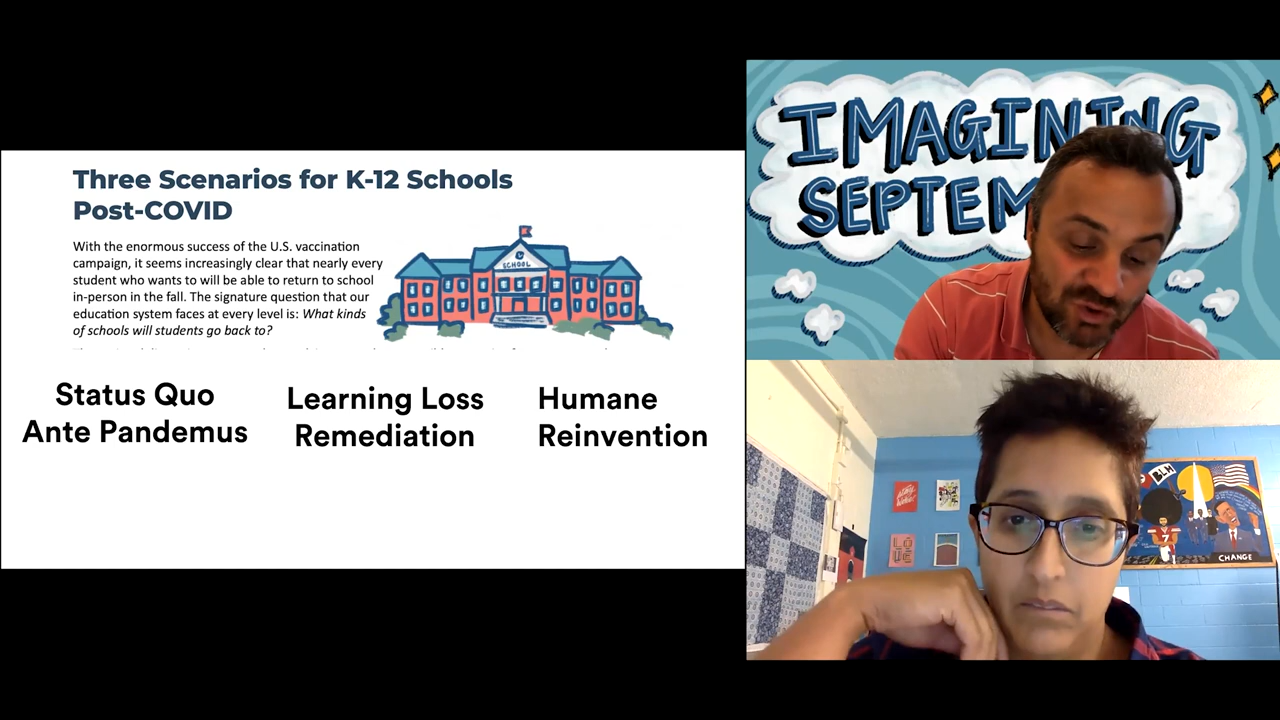 Three Scenarios for K-12 Schools
Post-COVID
With the enormous success of the U.S. vaccination
campaign, it seems increasingly clear that nearly every
student who wants to will be able to return to school
in-person in the fall. The signature question that our
education system faces at every level is: What kinds
of schools will students go back to?
SCHOOL
Status Quo
Ante Pandemus
Learning Loss
Remediation
Humane
Reinvention
IMAGINING
SEPTEM
BLM
7
CHANGE